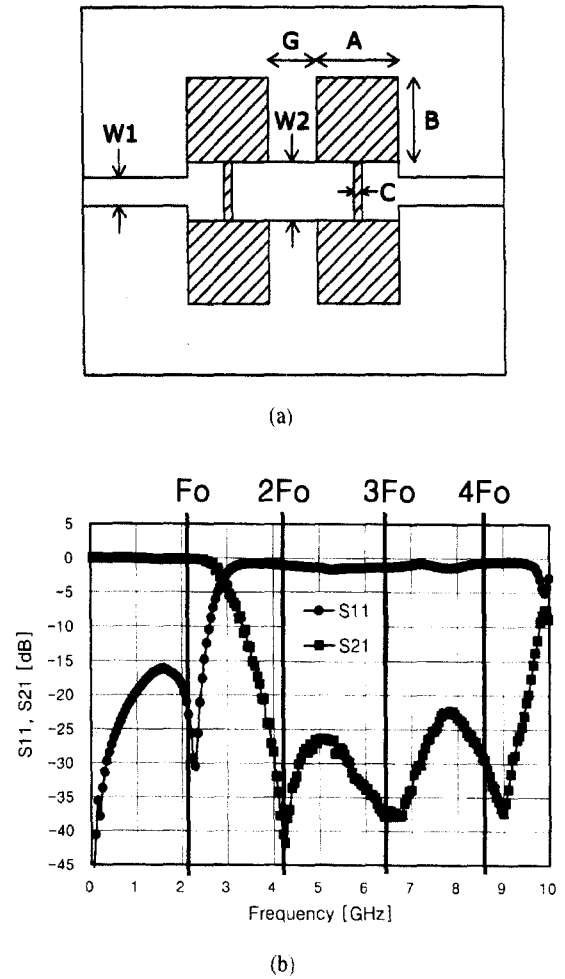 G A
W1 W2 B
C
(a)
Fo 2Fo 3Fo 4Fo
5
0
-5
-10
-15
-20
-25
-30
-35
-40
-45
S11, S21 [dB]
S11
S21
0 1 2 3 4 5 6 7 8 9 10
Frequency [GHz]
(b)